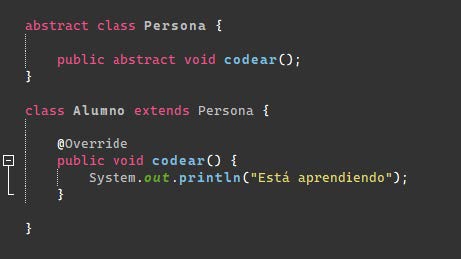 abstract class Persona {
public abstract void codear();
}
class Alumno extends Persona {
@Override
public void codear() {
System.out.println("Está aprendiendo");
}
}